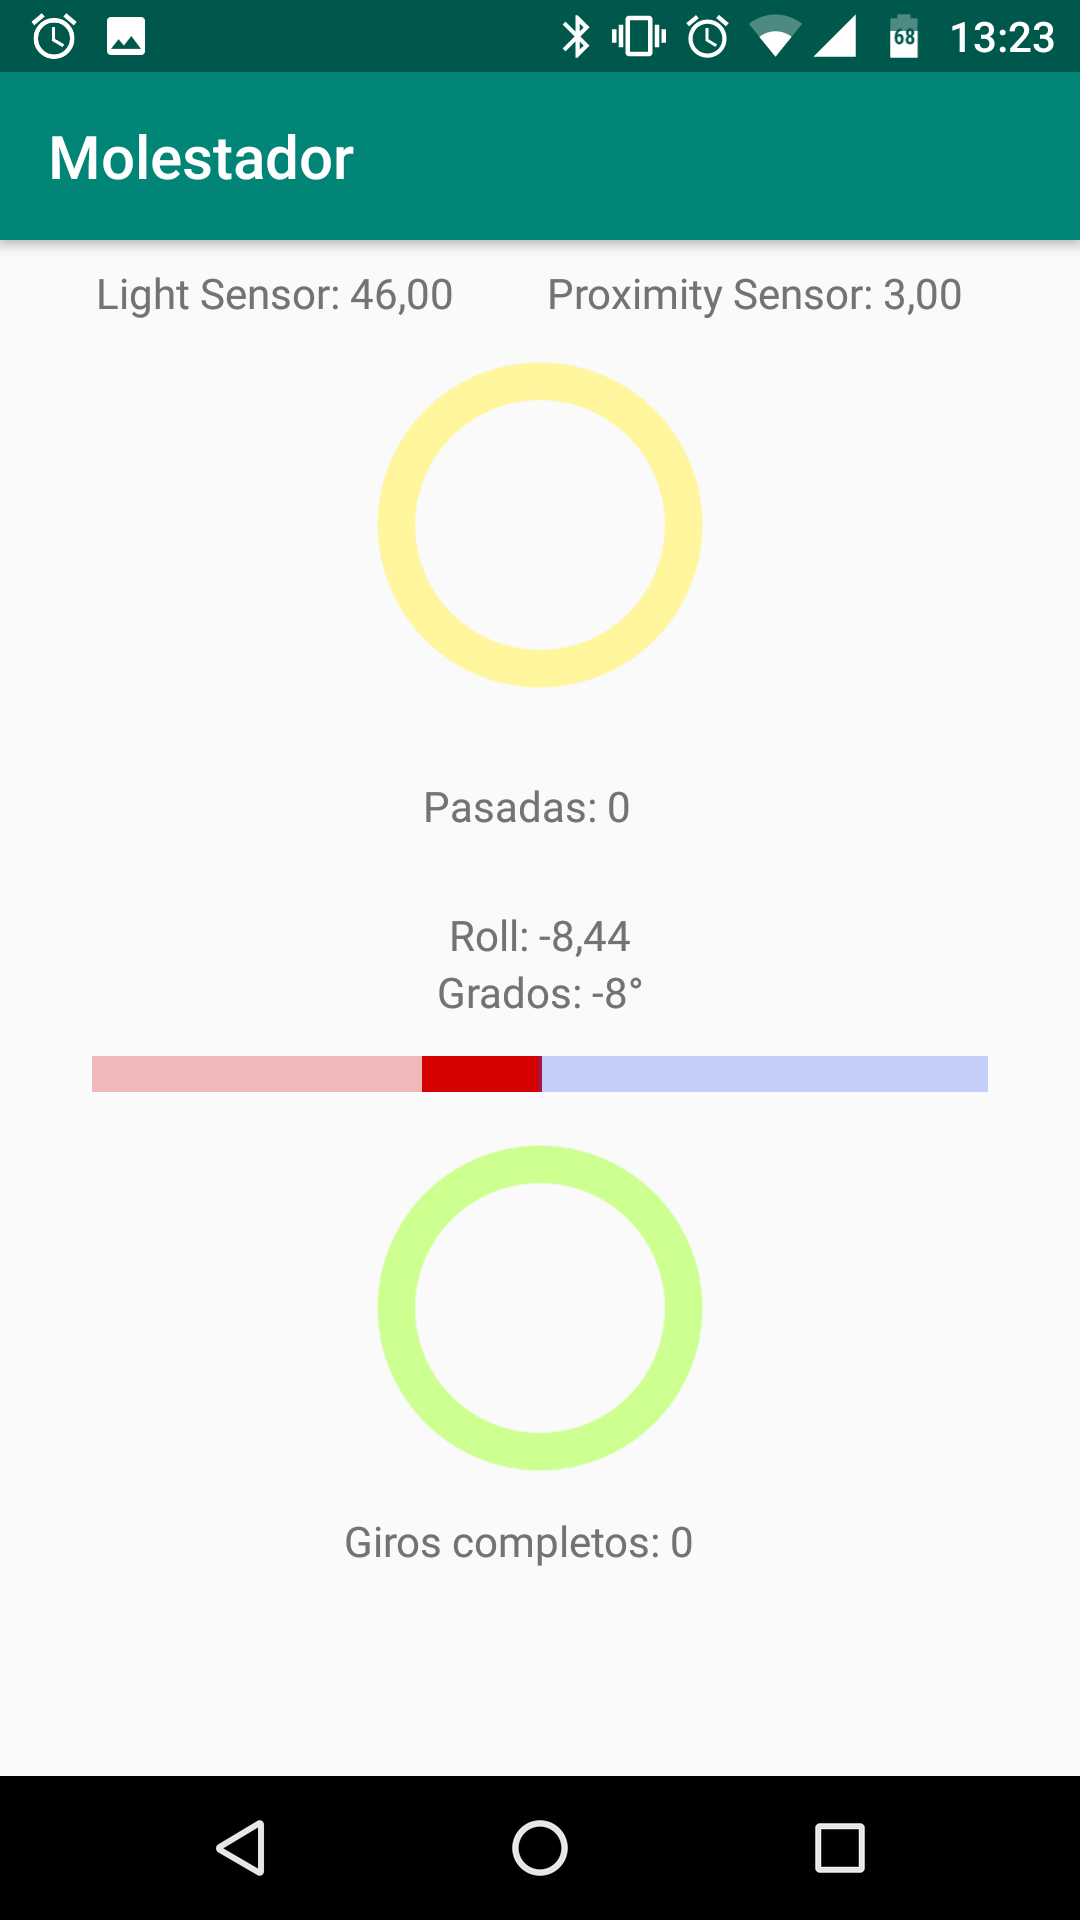 68 13:23
Molestador
Light Sensor: 46,00 Proximity Sensor: 3,00
Pasadas: 0
Roll: -8,44
Grados: -8°
Giros completos: 0